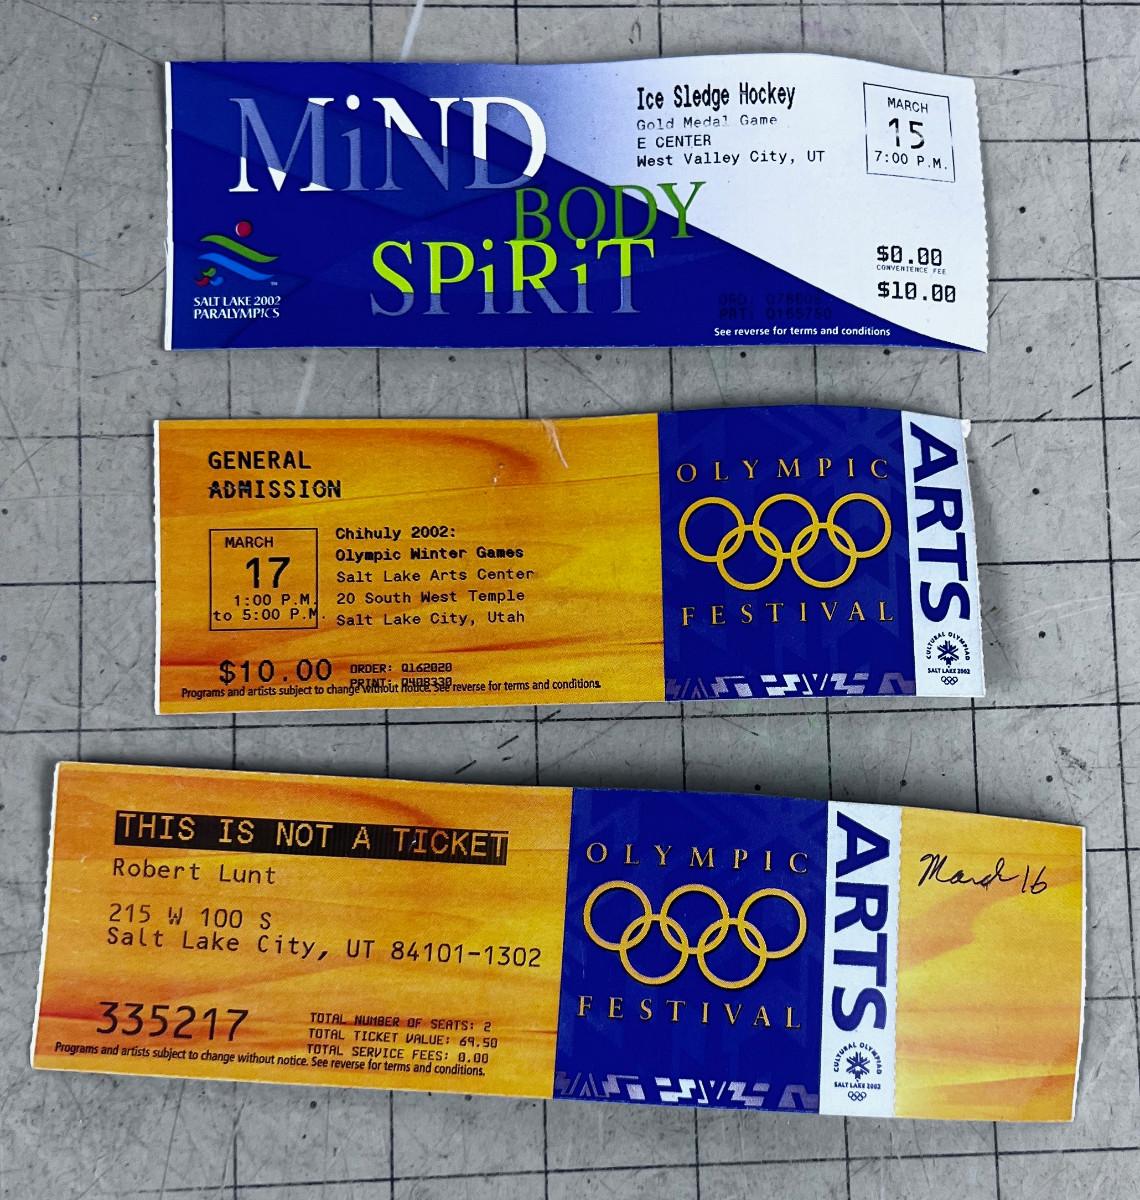 MiND
BODY
SPiRiT
SALT LAKE 2002
PARALYMPICS
Ice Sledge Hockey
Gold Medal Game
E CENTER
West Valley City, UT
MARCH
15
7:00 P.M.
$0.00
CONVENIENCE FEE
$10.00
ORD:
PRT: 0165750
See reverse for terms and conditions
GENERAL
ADMISSION
MARCH
17
1:00 P.M.
to 5:00 P.M.
Chihuly 2002:
Olympic Winter Games
Salt Lake Arts Center
20 South West Temple
Salt Lake City, Utah
$10.00
ORDER: Q162020
PRINT: Q408330
Programs and artists subject to change without notice. See reverse for terms and conditions.
OLYMPIC
FESTIVAL
ARTS
CULTURAL OLYMPIAD
SALT LAKE 2002
THIS IS NOT A TICKET
Robert Lunt
215 W 100 S
Salt Lake City, UT 84101-1302
335217
TOTAL NUMBER OF SEATS: 2
TOTAL TICKET VALUE: 69.50
TOTAL SERVICE FEES: 0.00
Programs and artists subject to change without notice. See reverse for terms and conditions.
OLYMPIC
FESTIVAL
ARTS
CULTURAL OLYMPIAD
SALT LAKE 2002
March 16